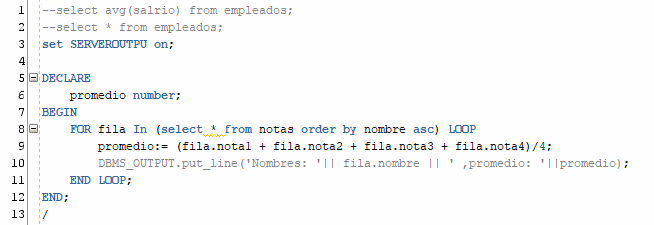 1 --select avg(salrio) from empleados;
2 --select * from empleados;
3 set SERVEROUTPU on;
4
5 DECLARE
6 promedio number;
7 BEGIN
8 FOR fila In (select * from notas order by nombre asc) LOOP
9 promedio:= (fila.nota1 + fila.nota2 + fila.nota3 + fila.nota4)/4;
10 DBMS_OUTPUT.put_line('Nombres: '|| fila.nombre || ' ,promedio: '||promedio);
11 END LOOP;
12 END;
13 /